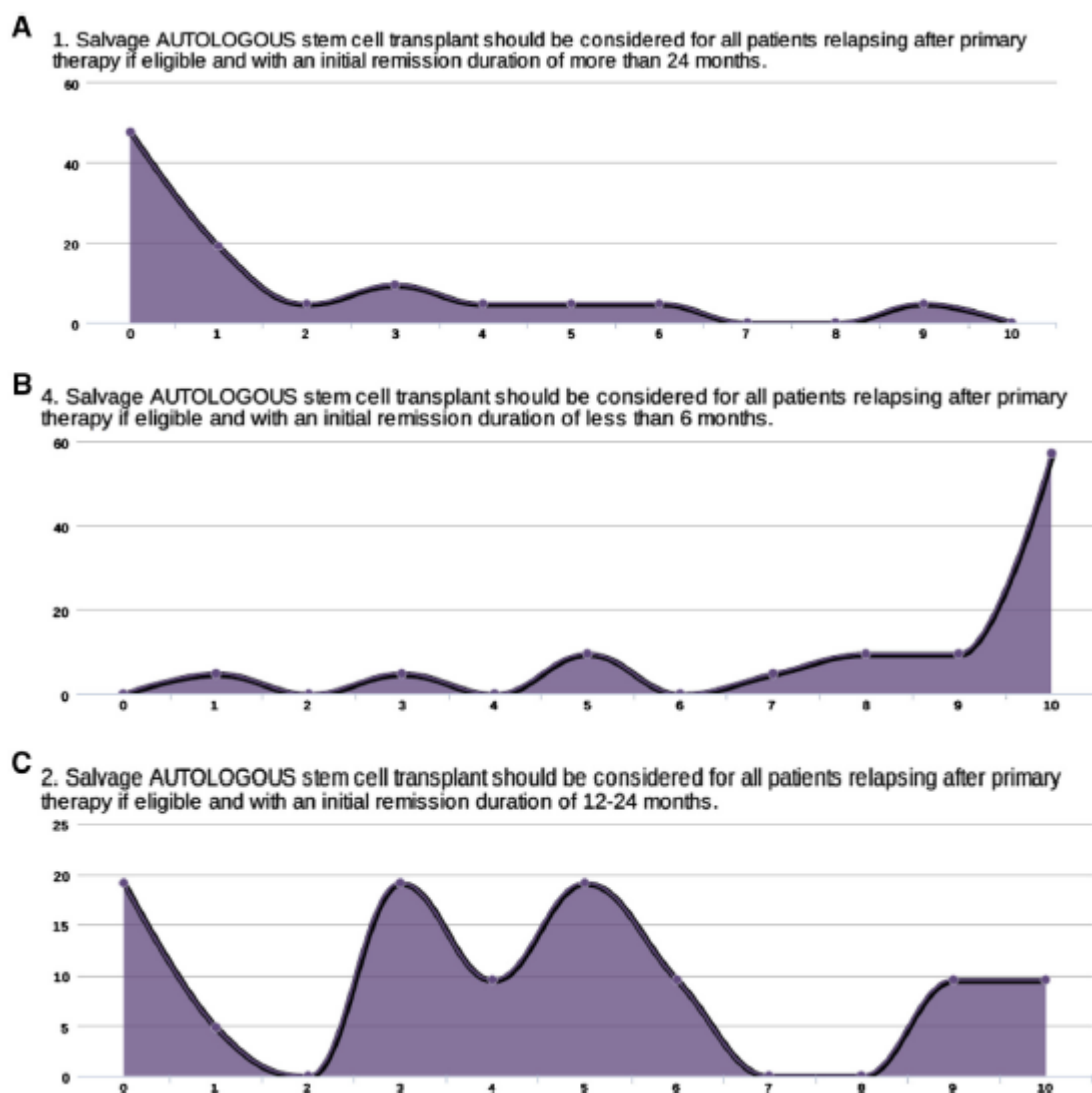 A
1. Salvage AUTOLOGOUS stem cell transplant should be considered for all patients relapsing after primary
therapy if eligible and with an initial remission duration of more than 24 months.
60
40
20
0
0 1 2 3 4 5 6 7 8 9 10
B
4. Salvage AUTOLOGOUS stem cell transplant should be considered for all patients relapsing after primary
therapy if eligible and with an initial remission duration of less than 6 months.
60
40
20
0
0 1 2 3 4 5 6 7 8 9 10
C
2. Salvage AUTOLOGOUS stem cell transplant should be considered for all patients relapsing after primary
therapy if eligible and with an initial remission duration of 12-24 months.
25
20
15
10
5
0
0 1 2 3 4 5 6 7 8 9 10